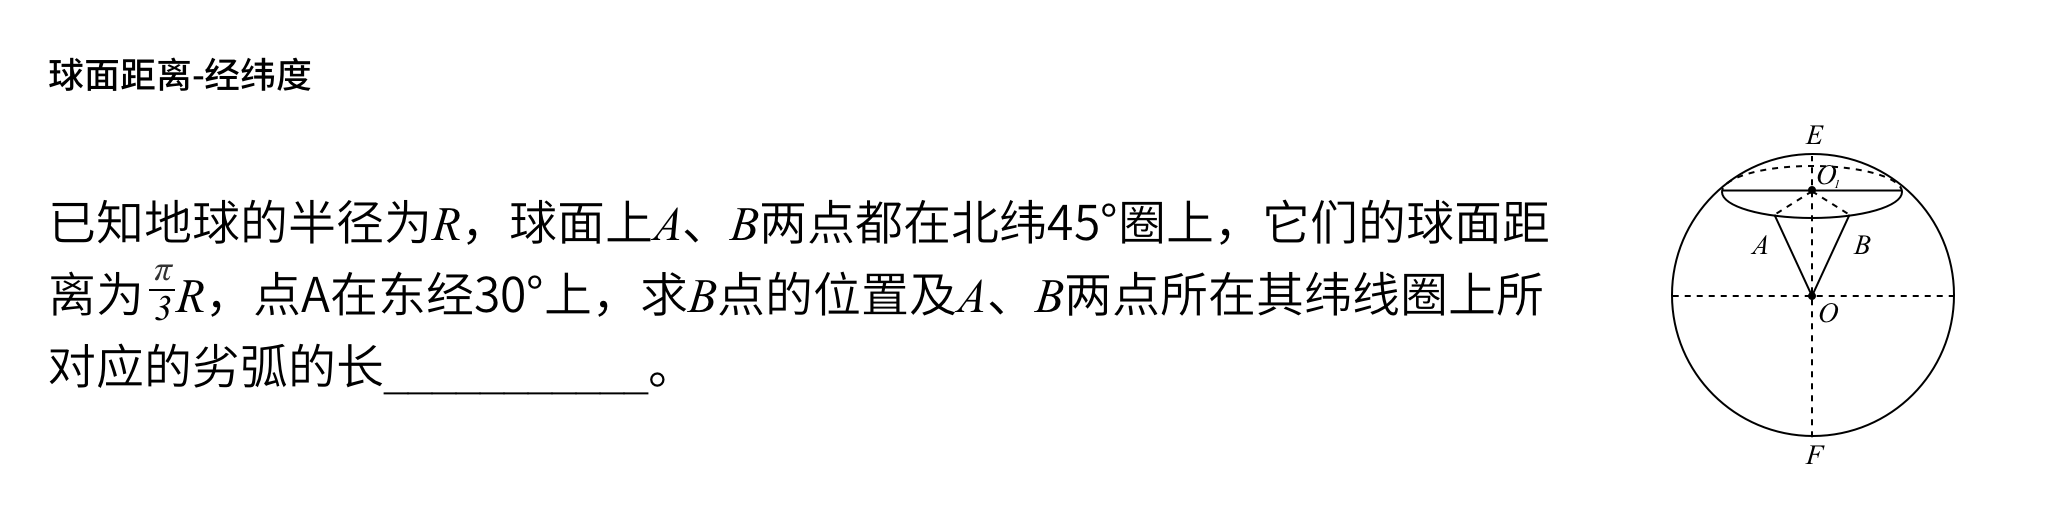 球面距离-经纬度
已知地球的半径为R，球面上A、B两点都在北纬45°圈上，它们的球面距
离为π/3R，点A在东经30°上，求B点的位置及A、B两点所在其纬线圈上所
对应的劣弧的长___________。
E
O₁
A
B
O
F